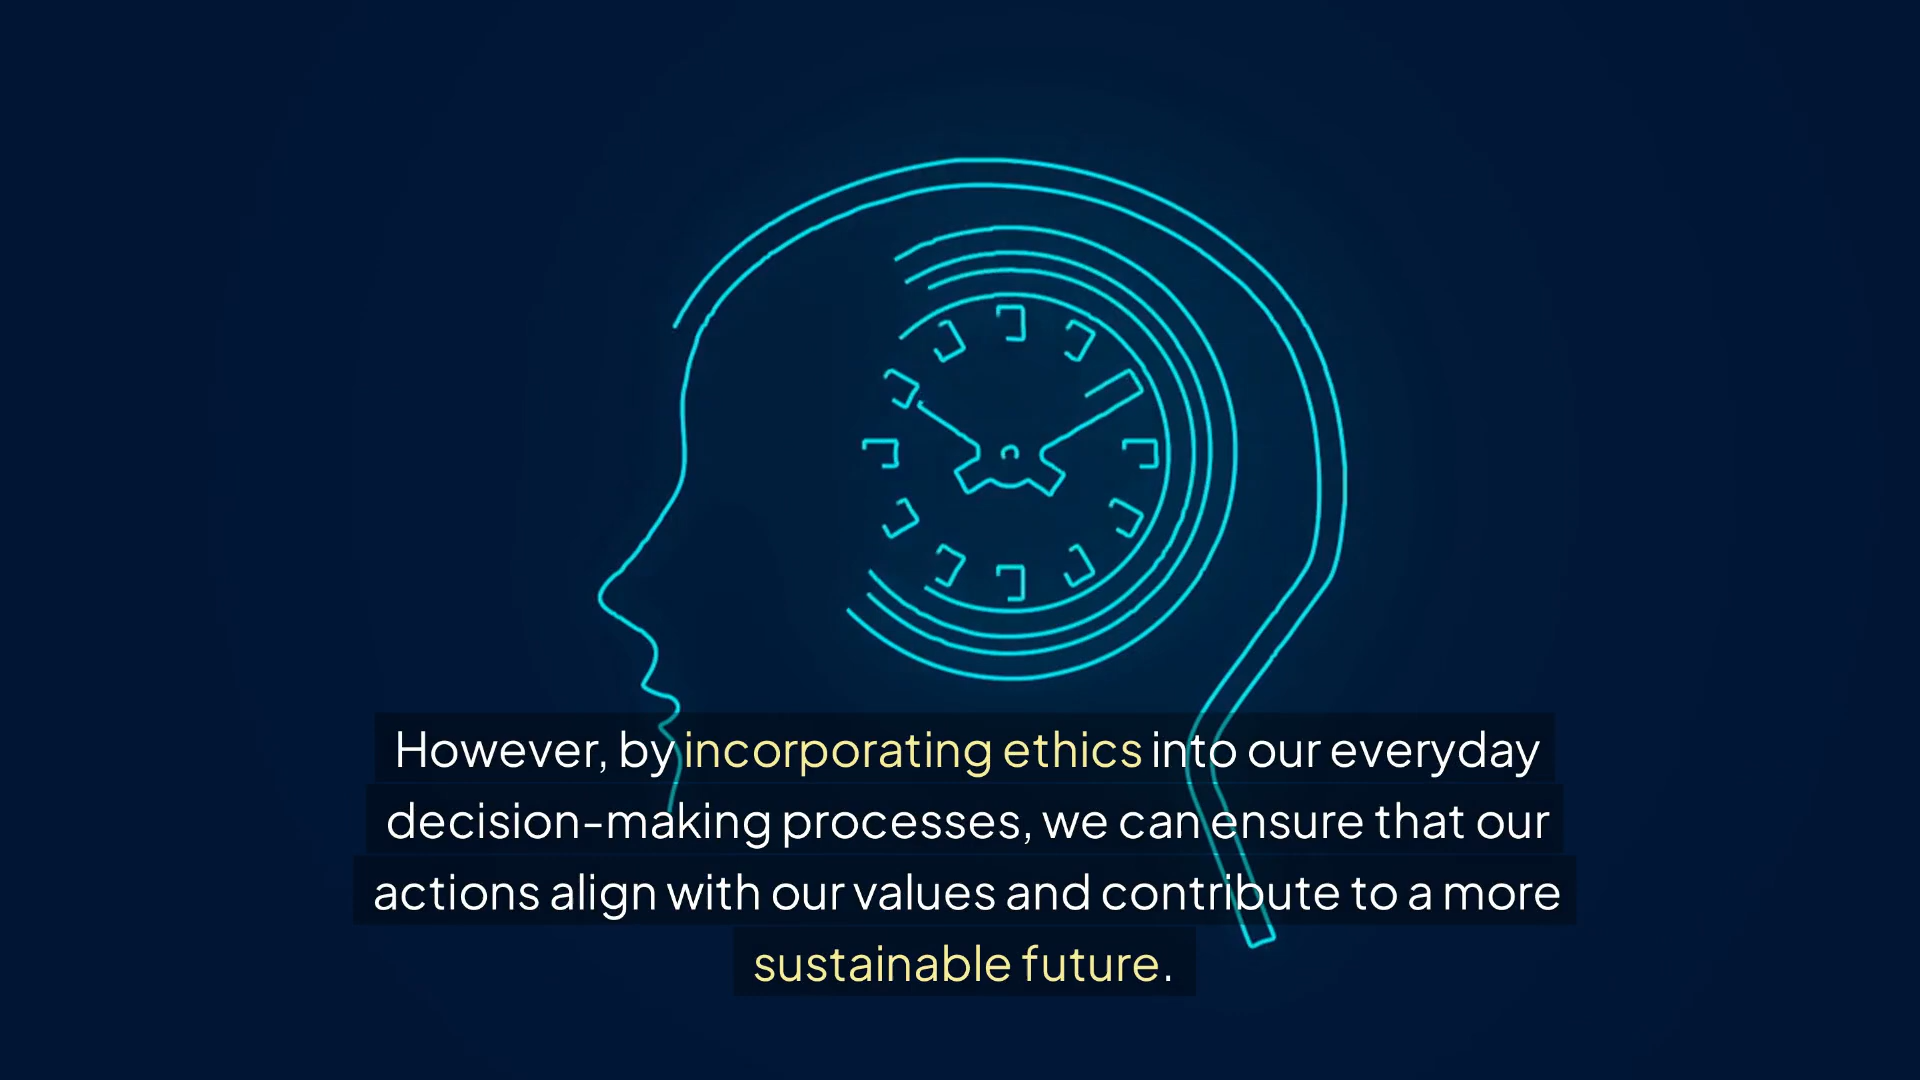 However, by incorporating ethics into our everyday
decision-making processes, we can ensure that our
actions align with our values and contribute to a more
sustainable future.